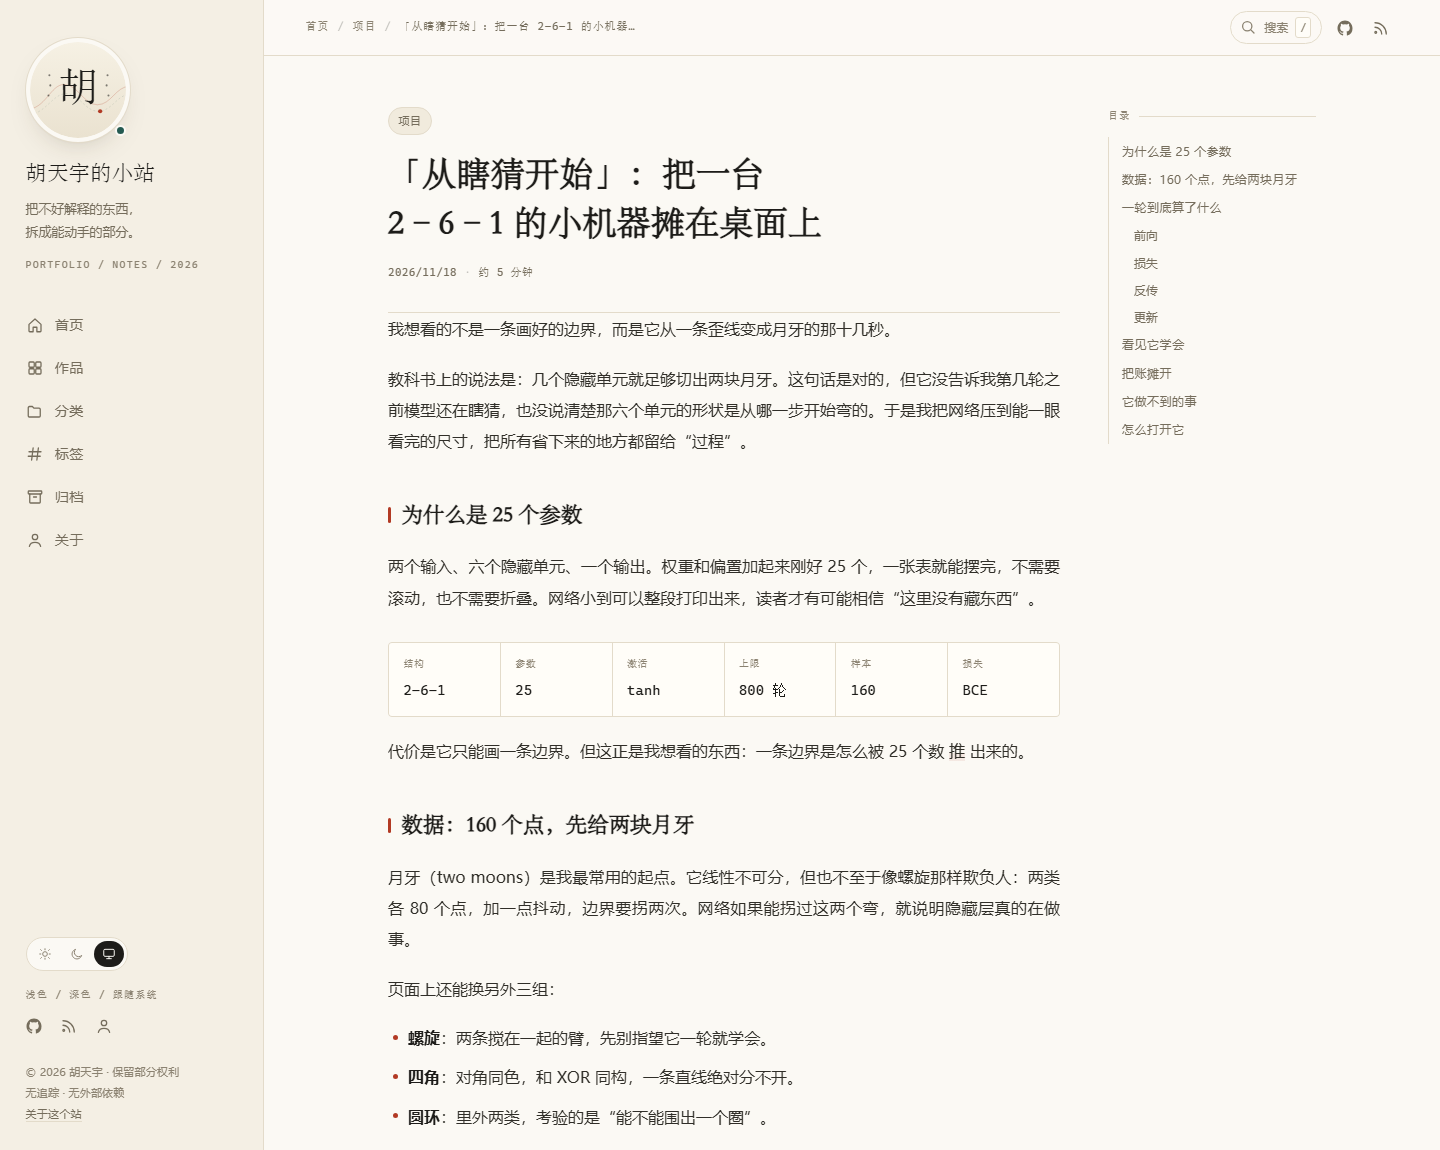 胡
胡天宇的小站
把不好解释的东西，
拆成能动手的部分。
PORTFOLIO / NOTES / 2026
首页
作品
分类
标签
归档
关于
浅色 / 深色 / 跟随系统
© 2026 胡天宇 · 保留部分权利
无追踪 · 无外部依赖
关于这个站
首页 / 项目 / 「从瞎猜开始」：把一台 2-6-1 的小机器…
搜索 /
项目
「从瞎猜开始」：把一台
2-6-1 的小机器摊在桌面上
2026/11/18 · 约 5 分钟
我想看的不是一条画好的边界，而是它从一条歪线变成月牙的那十几秒。
教科书上的说法是：几个隐藏单元就足够切出两块月牙。这句话是对的，但它没告诉我第几轮之
前模型还在瞎猜，也没说清楚那六个单元的形状是从哪一步开始弯的。于是我把网络压到能一眼
看完的尺寸，把所有省下来的地方都留给“过程”。
为什么是 25 个参数
两个输入、六个隐藏单元、一个输出。权重和偏置加起来刚好 25 个，一张表就能摆完，不需要
滚动，也不需要折叠。网络小到可以整段打印出来，读者才有可能相信“这里没有藏东西”。
结构 参数 激活 上限 样本 损失
2-6-1 25 tanh 800 轮 160 BCE
代价是它只能画一条边界。但这正是我想看的东西：一条边界是怎么被 25 个数 推 出来的。
数据：160 个点，先给两块月牙
月牙（two moons）是我最常用的起点。它线性不可分，但也不至于像螺旋那样欺负人：两类
各 80 个点，加一点抖动，边界要拐两次。网络如果能拐过这两个弯，就说明隐藏层真的在做
事。
页面上还能换另外三组：
螺旋：两条搅在一起的臂，先别指望它一轮就学会。
四角：对角同色，和 XOR 同构，一条直线绝对分不开。
圆环：里外两类，考验的是“能不能围出一个圈”。
目录
为什么是 25 个参数
数据：160 个点，先给两块月牙
一轮到底算了什么
前向
损失
反传
更新
看见它学会
把账摊开
它做不到的事
怎么打开它